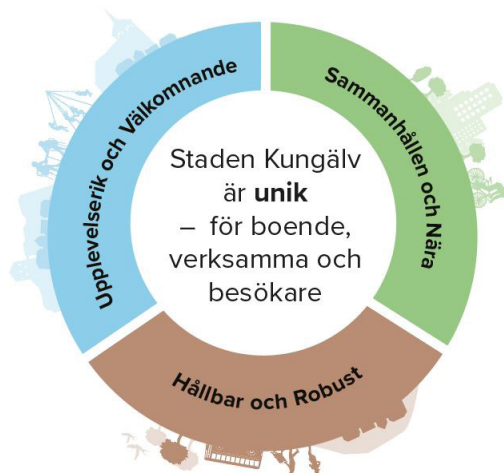 Upplevelserik och Välkomnande
Sammanhållen och Nära
Staden Kungälv
är unik
– för boende,
verksamma och
besökare
Hållbar och Robust